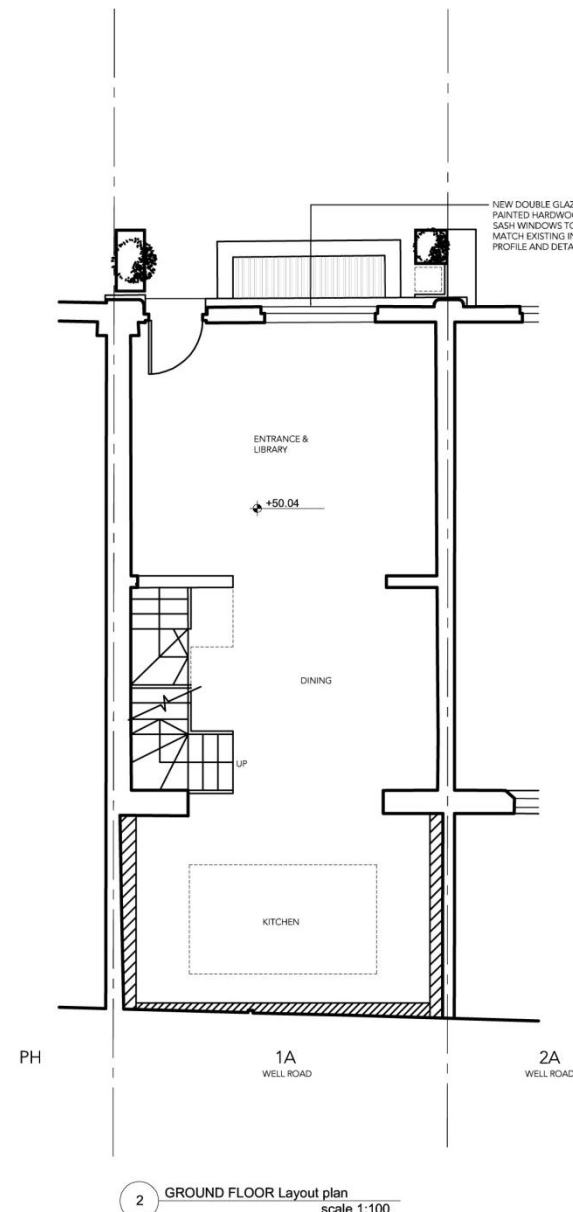 NEW DOUBLE GLAZ
PAINTED HARDWOO
SASH WINDOWS TO
MATCH EXISTING IN
PROFILE AND DETA
ENTRANCE &
LIBRARY
+50.04
DINING
UP
KITCHEN
PH
1A
WELL ROAD
2A
WELL ROAD
2
GROUND FLOOR Layout plan
scale 1:100